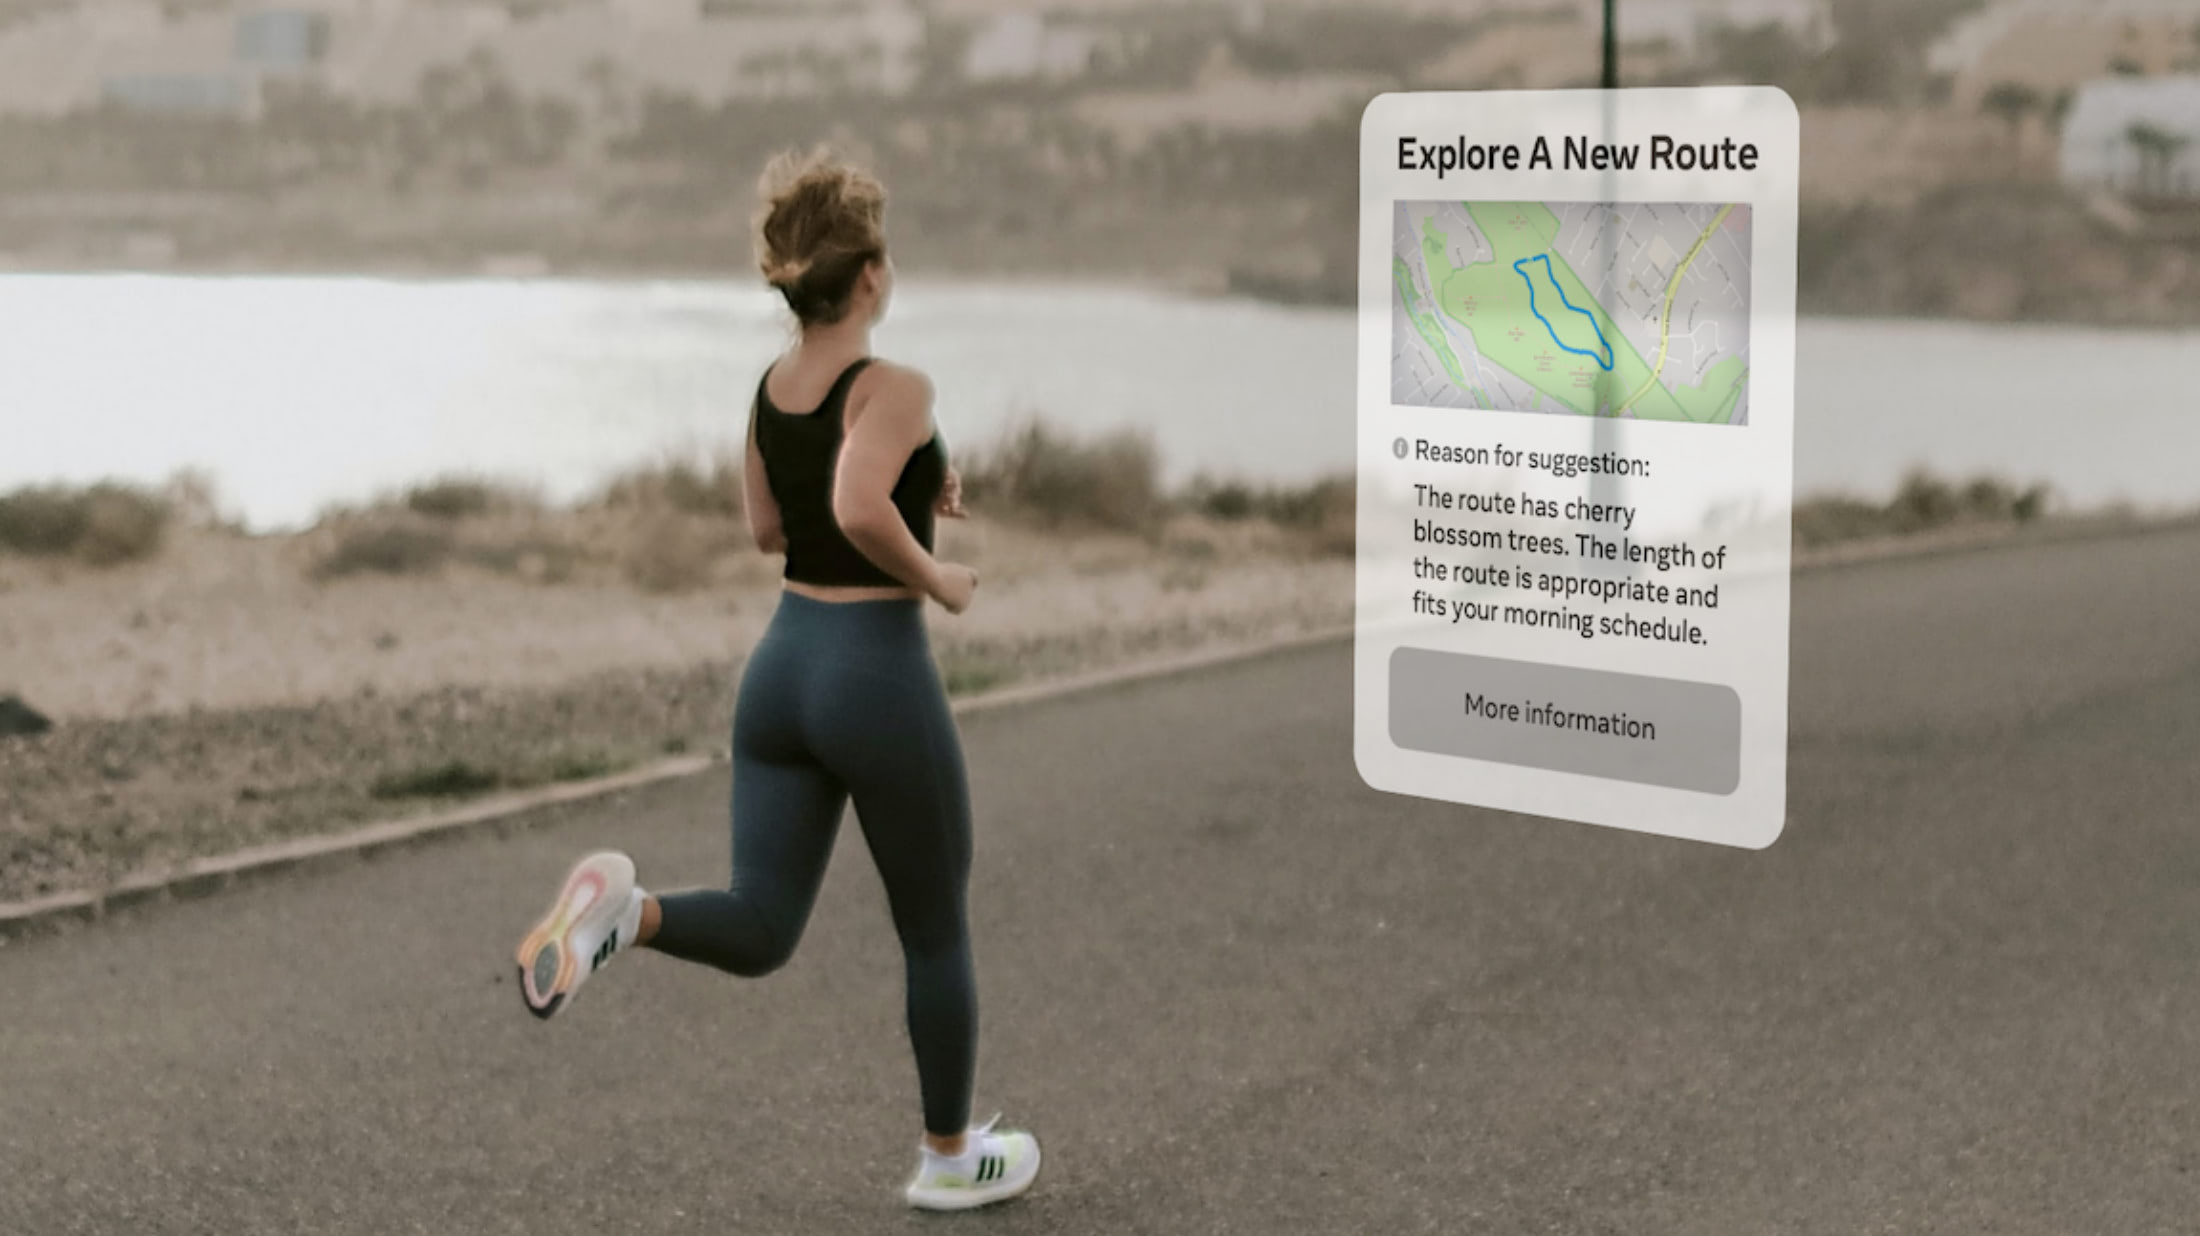 Explore A New Route
Reason for suggestion:
The route has cherry
blossom trees. The length of
the route is appropriate and
fits your morning schedule.
More information